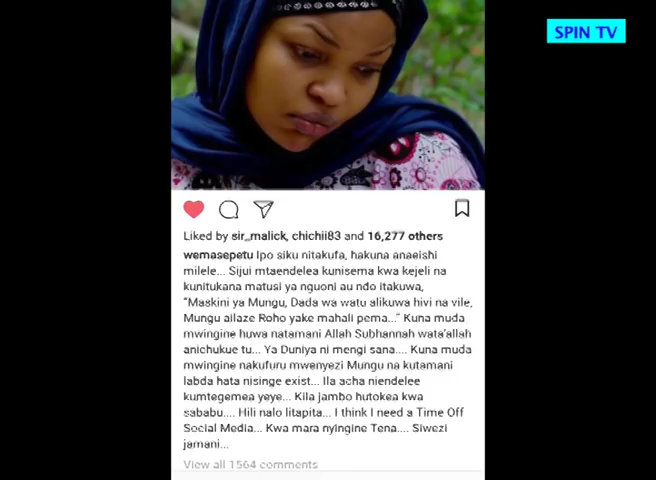 SPIN TV
Liked by sir_malick, chichii83 and 16,277 others
wemasepetu Ipo siku nitakufa, hakuna anaeishi
milele... Sijui mtaendelea kunisema kwa kejeli na
kunitukana matusi ya nguoni au ndo itakuwa,
"Maskini ya Mungu, Dada wa watu alikuwa hivi na vile,
Mungu ailaze Roho yake mahali pema..." Kuna muda
mwingine huwa natamani Allah Subhannah wata'allah
anichukue tu... Ya Duniya ni mengi sana.... Kuna muda
mwingine nakufuru mwenyezi Mungu na kutamani
labda hata nisinge exist... Ila acha niendelee
kumtegemea yeye... Kila jambo hutokea kwa
sababu.... Hili nalo litapita... I think I need a Time Off
Social Media... Kwa mara nyingine Tena.... Siwezi
jamani...
View all 1564 comments